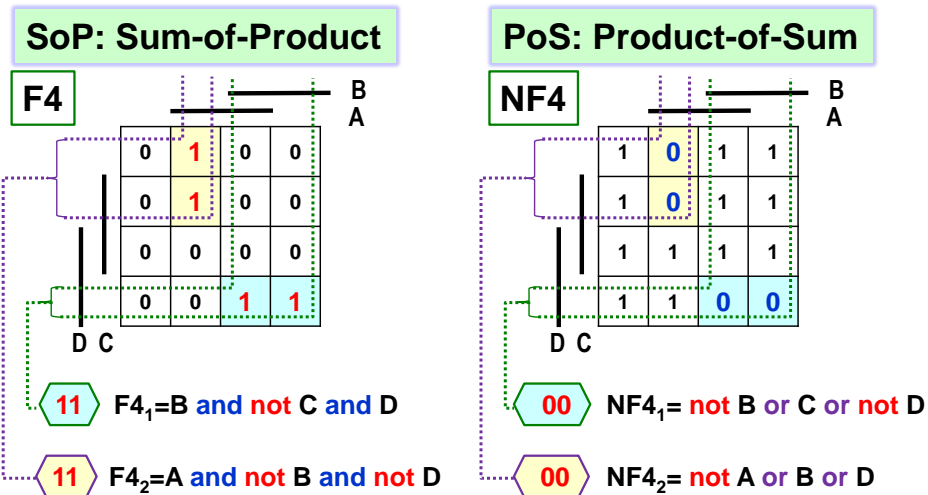 SoP: Sum-of-Product
F4
B
A
0 1 0 0
0 1 0 0
0 0 0 0
0 0 1 1
D C
11 F4₁=B and not C and D
11 F4₂=A and not B and not D
PoS: Product-of-Sum
NF4
B
A
1 0 1 1
1 0 1 1
1 1 1 1
1 1 0 0
D C
00 NF4₁= not B or C or not D
00 NF4₂= not A or B or D